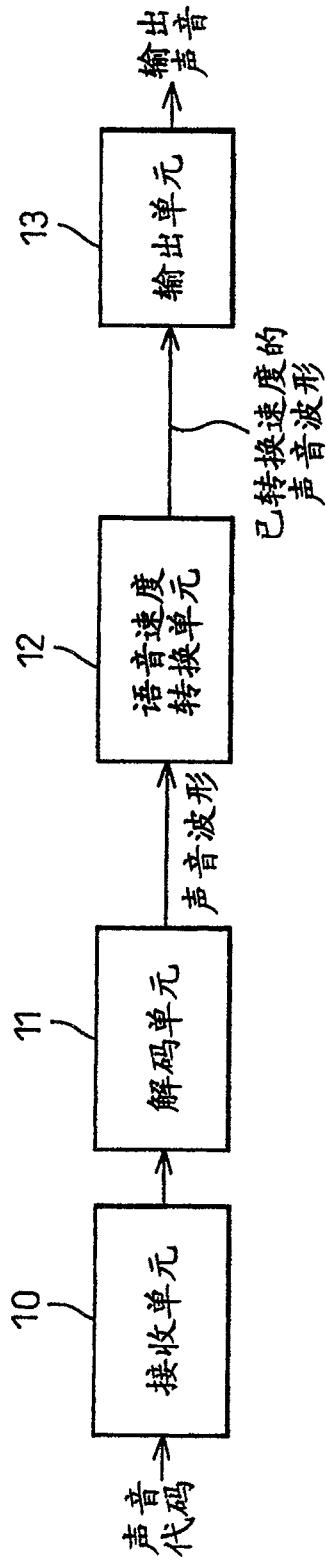 声音
代码
10
接收单元
11
解码单元
声音波形
12
语音速度
转换单元
已转换速度的
声音波形
13
输出单元
输出
声音